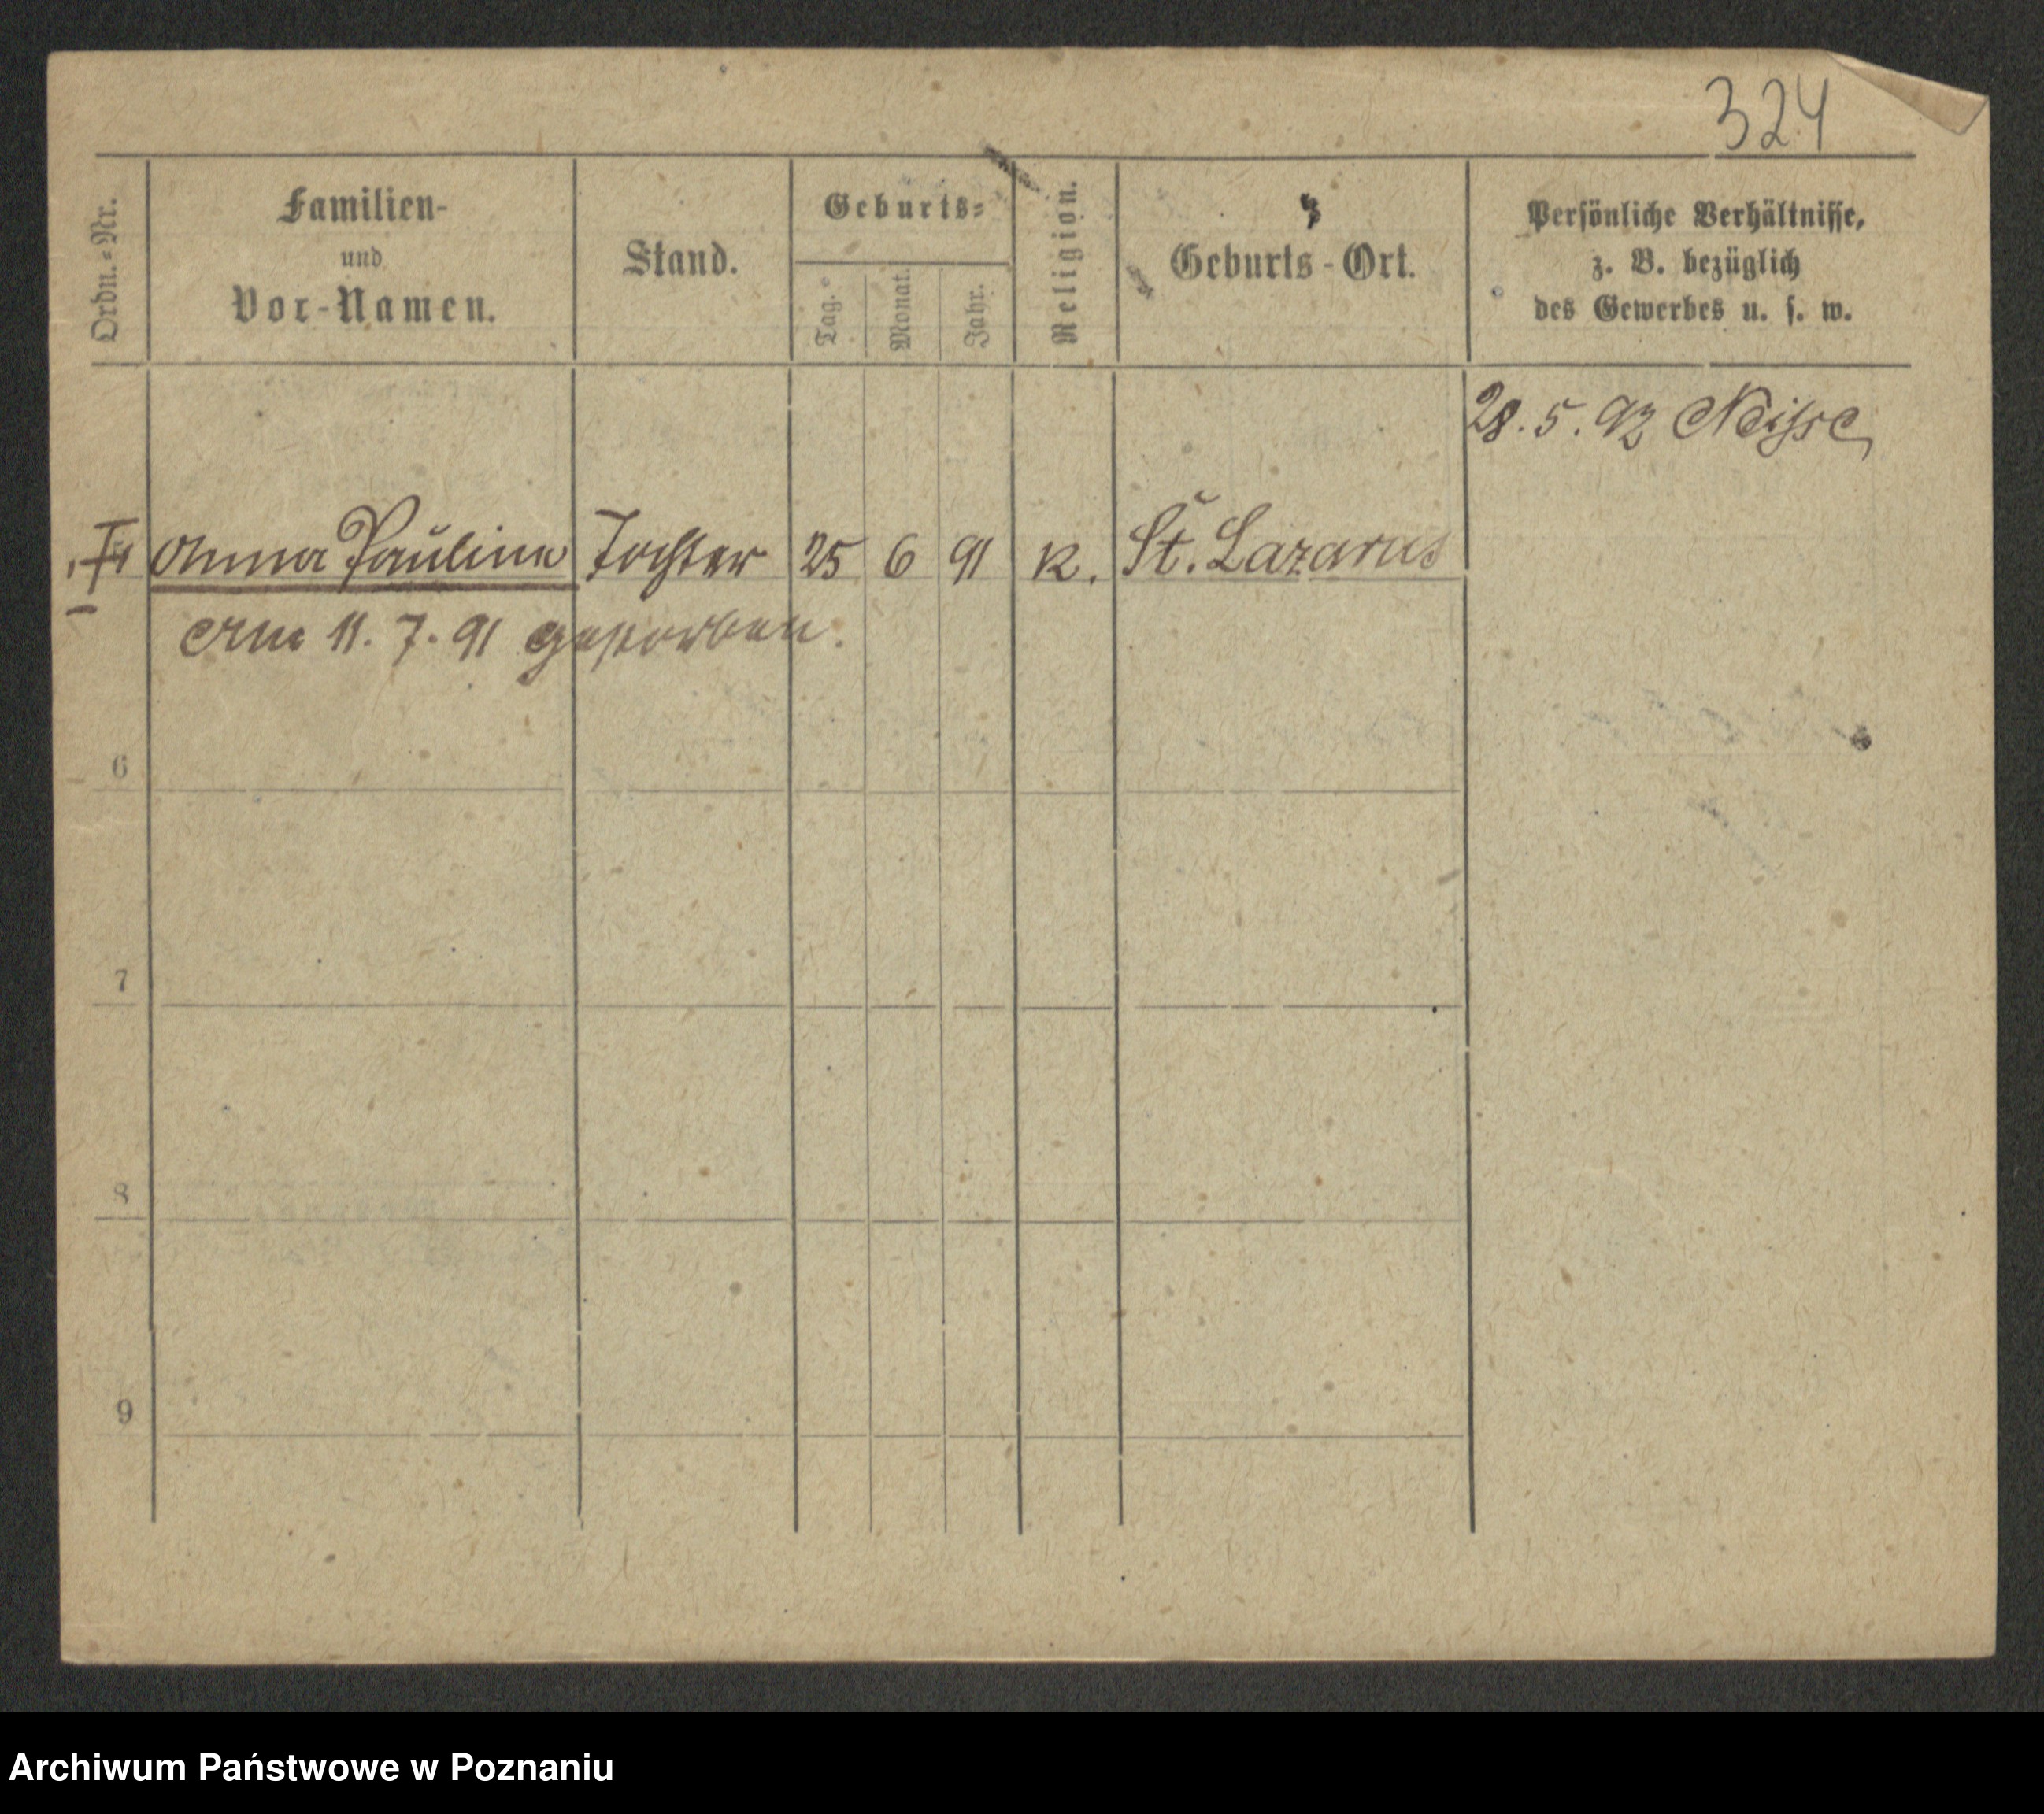 324
Ordn.-Nr.
Familien-
und
Vor-Namen.
Stand.
Geburts-
Tag.
Monat.
Jahr.
Religion.
Geburts-Ort.
Persönliche Verhältnisse,
z. B. bezüglich
des Gewerbes u. s. w.
28. 5. 92 Neisse
Anna Pauline Tochter 25 6 91 K. St. Lazarus
Am 11. 7. 91 gestorben.
6
7
8
9
Archiwum Państwowe w Poznaniu